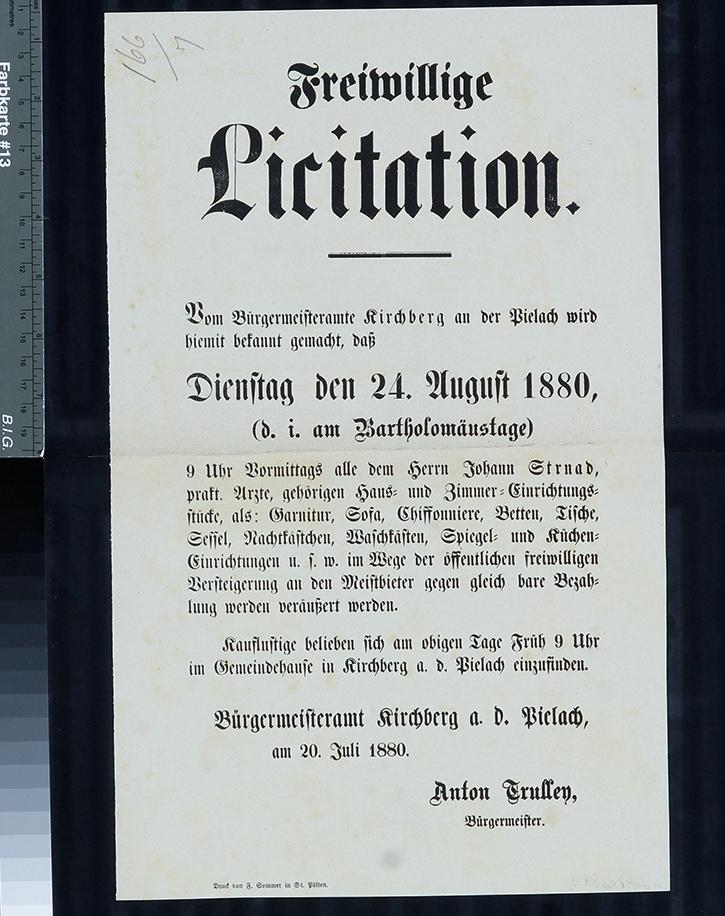 166
7
Freiwillige
Licitation.
Vom Bürgermeisteramte Kirchberg an der Pielach wird
hiemit bekannt gemacht, daß
Dienstag den 24. August 1880,
(d. i. am Bartholomäustage)
9 Uhr Vormittags alle dem Herrn Johann Strnad,
prakt. Arzte, gehörigen Haus- und Zimmer-Einrichtungs-
stücke, als: Garnitur, Sofa, Chiffonniere, Betten, Tische,
Sessel, Nachtkästchen, Waschkästen, Spiegel- und Küchen-
Einrichtungen u. s. w. im Wege der öffentlichen freiwilligen
Versteigerung an den Meistbieter gegen gleich bare Bezah-
lung werden veräußert werden.
Kauflustige belieben sich am obigen Tage Früh 9 Uhr
im Gemeindehause in Kirchberg a. d. Pielach einzufinden.
Bürgermeisteramt Kirchberg a. d. Pielach,
am 20. Juli 1880.
Anton Trulley,
Bürgermeister.
Druck von F. Sommer in St. Pölten.
Farbkarte #13
B.I.G.